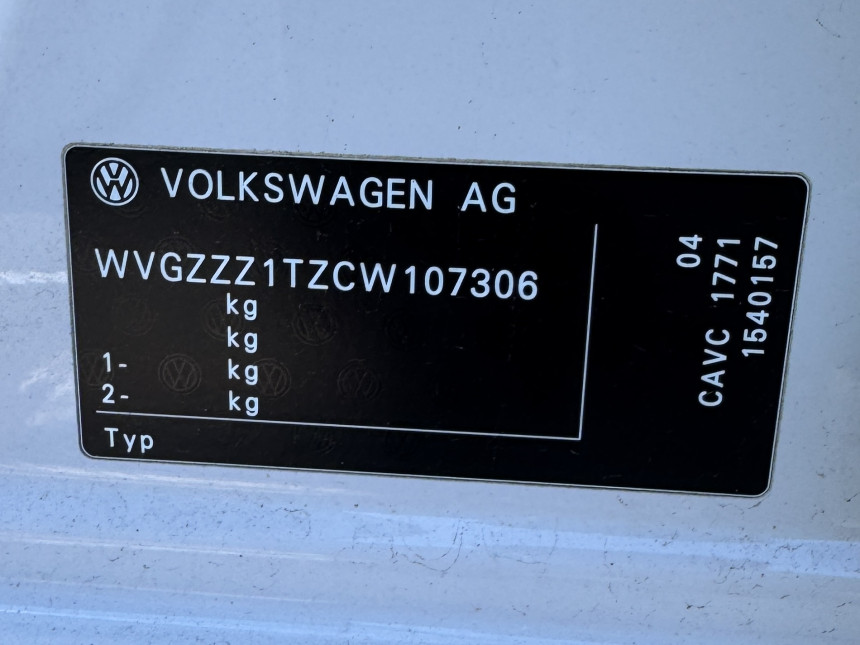 VOLKSWAGEN AG
WVGZZZ1TZCW107306
kg
kg
1- kg
2- kg
Typ
04
CAVC 1771
1540157